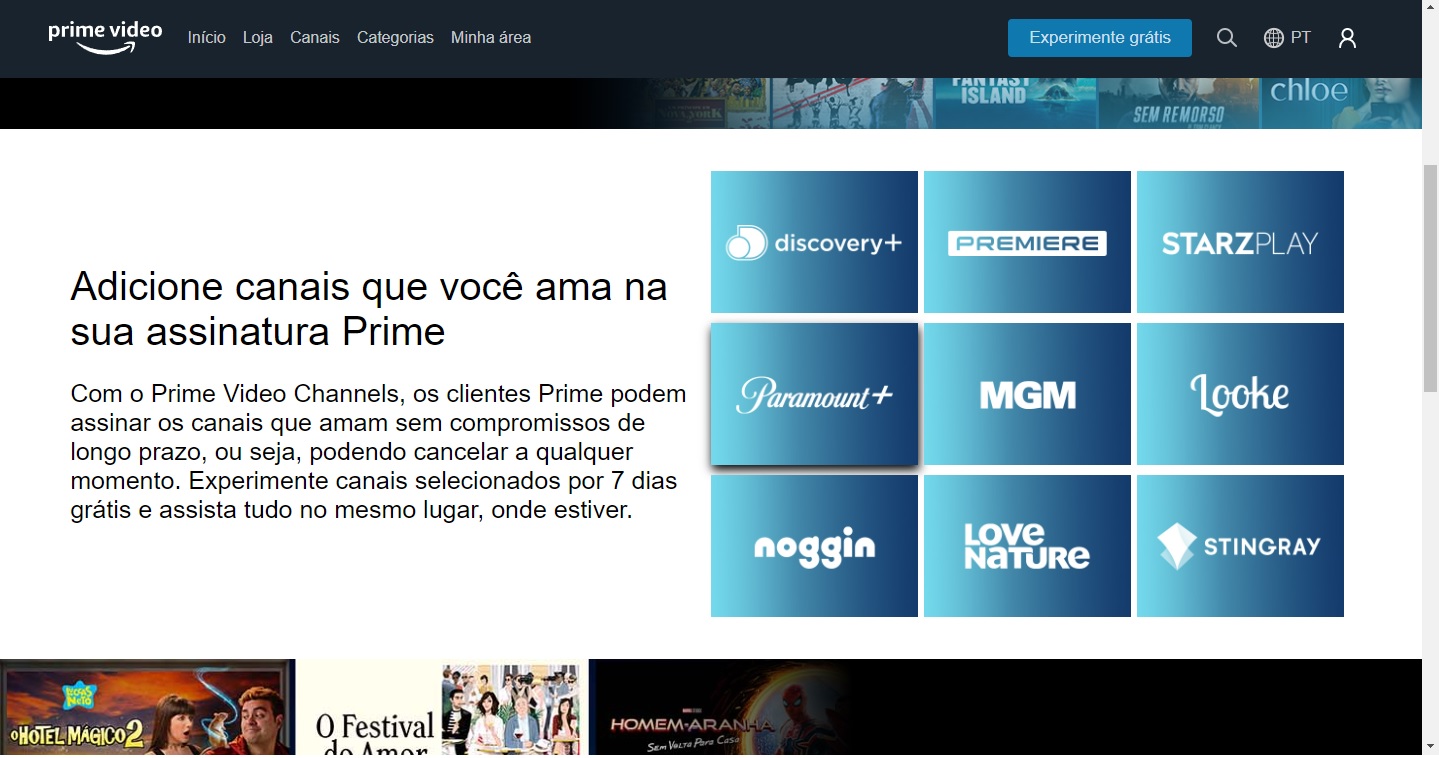 prime video
Início Loja Canais Categorias Minha área
Experimente grátis
PT
FANTASY
ISLAND
SEM REMORSO
chloe
Adicione canais que você ama na
sua assinatura Prime
Com o Prime Video Channels, os clientes Prime podem
assinar os canais que amam sem compromissos de
longo prazo, ou seja, podendo cancelar a qualquer
momento. Experimente canais selecionados por 7 dias
grátis e assista tudo no mesmo lugar, onde estiver.
discovery+
PREMIERE
STARZPLAY
Paramount+
MGM
Looke
noggin
LOVE
NATURE
STINGRAY
LUCCAS
NETO
O HOTEL MÁGICO 2
O Festival
do Amor
HOMEM-ARANHA
SEM VOLTA PARA CASA